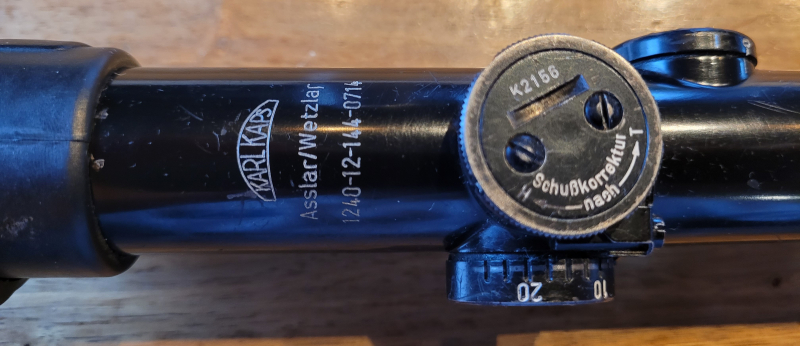 KARL KAPS
Asslar/Wetzlar
1240-12-144-0714
K2156
Schußkorrektur
H nach T
20 10